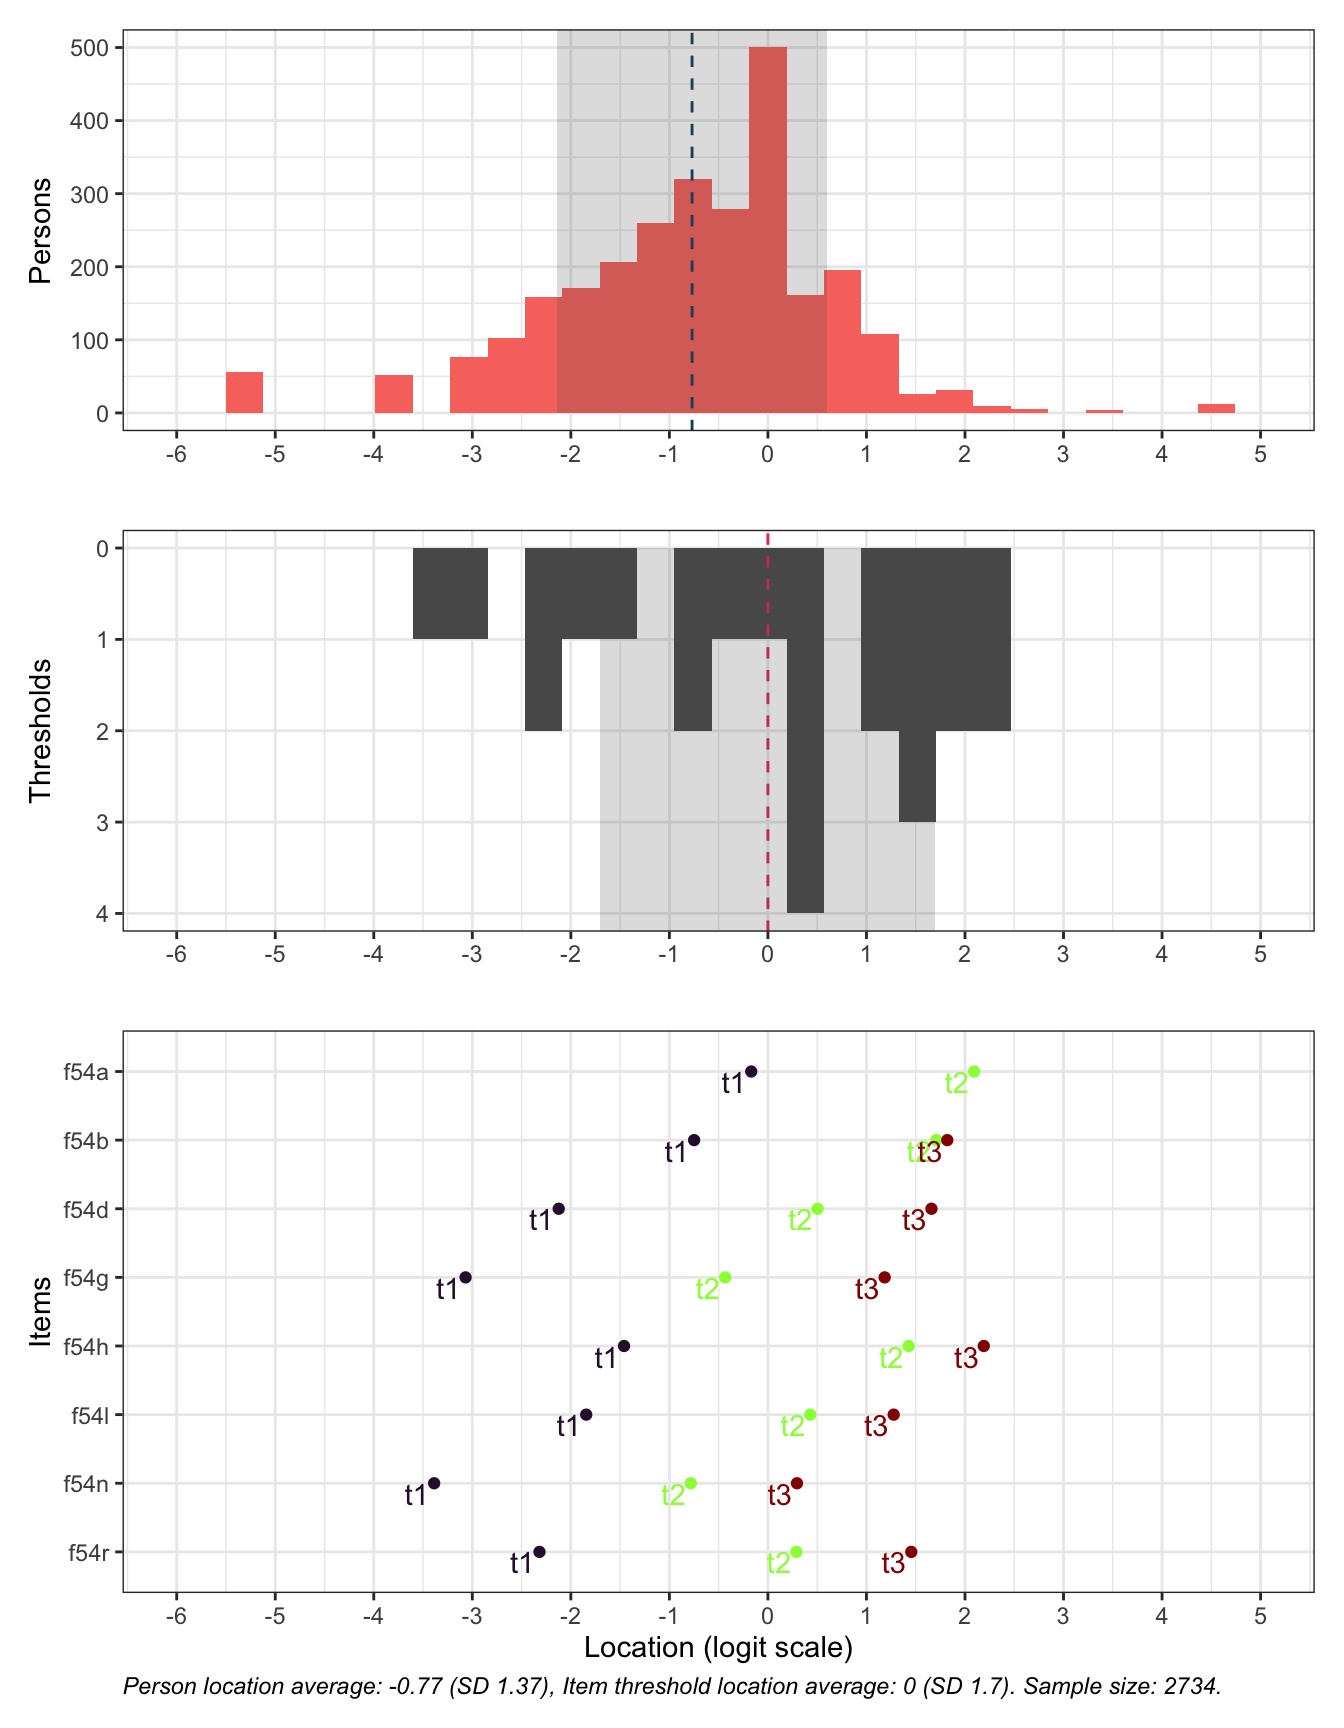 Persons
500
400
300
200
100
0
-6 -5 -4 -3 -2 -1 0 1 2 3 4 5
Thresholds
0
1
2
3
4
-6 -5 -4 -3 -2 -1 0 1 2 3 4 5
Items
f54a t1 t2
f54b t1 t2 t3
f54d t1 t2 t3
f54g t1 t2 t3
f54h t1 t2 t3
f54l t1 t2 t3
f54n t1 t2 t3
f54r t1 t2 t3
-6 -5 -4 -3 -2 -1 0 1 2 3 4 5
Location (logit scale)
Person location average: -0.77 (SD 1.37), Item threshold location average: 0 (SD 1.7). Sample size: 2734.